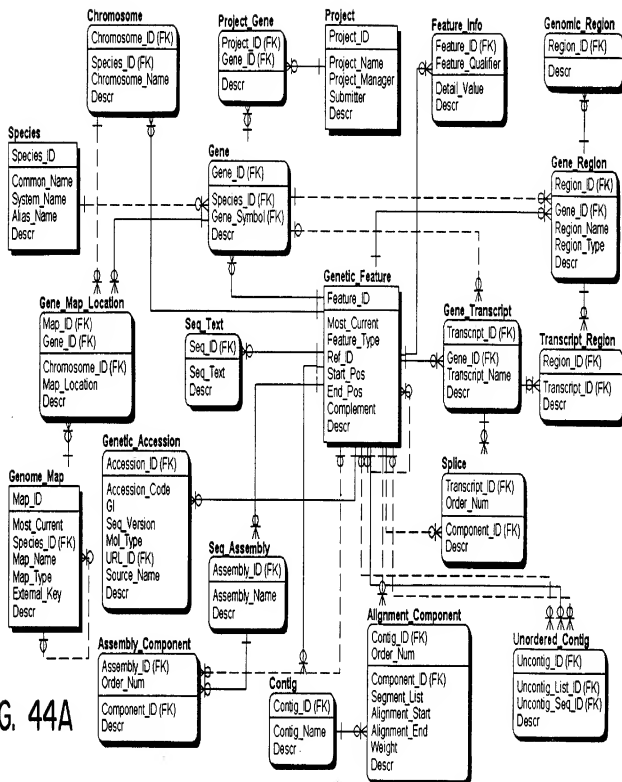 Chromosome
Chromosome_ID (FK)
Species_ID (FK)
Chromosome_Name
Descr
Project_Gene
Project_ID (FK)
Gene_ID (FK)
Descr
Project
Project_ID
Project_Name
Project_Manager
Submitter
Descr
Feature_Info
Feature_ID (FK)
Feature_Qualifier
Detail_Value
Descr
Genomic_Region
Region_ID (FK)
Descr
Species
Species_ID
Common_Name
System_Name
Alias_Name
Descr
Gene
Gene_ID (FK)
Species_ID (FK)
Gene_Symbol (FK)
Descr
Gene_Region
Region_ID (FK)
Gene_ID (FK)
Region_Name
Region_Type
Descr
Gene_Map_Location
Map_ID (FK)
Gene_ID (FK)
Chromosome_ID (FK)
Map_Location
Descr
Seq_Text
Seq_ID (FK)
Seq_Text
Descr
Genetic_Feature
Feature_ID
Most_Current
Feature_Type
Ref_ID
Start_Pos
End_Pos
Complement
Descr
Gene_Transcript
Transcrpt_ID (FK)
Gene_ID (FK)
Transcript_Name
Descr
Transcript_Region
Region_ID (FK)
Transcript_ID (FK)
Descr
Genetic_Accession
Accession_ID (FK)
Accession_Code
GI
Seq_Version
Mol_Type
URL_ID (FK)
Source_Name
Descr
Splice
Transcript_ID (FK)
Order_Num
Component_ID (FK)
Descr
Genome_Map
Map_ID
Most_Current
Species_ID (FK)
Map_Name
Map_Type
External_Key
Descr
Seq_Assembly
Assembly_ID (FK)
Assembly_Name
Descr
Assembly_Component
Assembly_ID (FK)
Order_Num
Component_ID (FK)
Descr
Contig
Contig_ID (FK)
Contig_Name
Descr
Alignment_Component
Contig_ID (FK)
Order_Num
Component_ID (FK)
Segment_List
Alignment_Start
Alignment_End
Weight
Descr
Unordered_Contig
Uncontig_ID (FK)
Uncontig_List_ID (FK)
Uncontig_Seq_ID (FK)
Descr
G. 44A